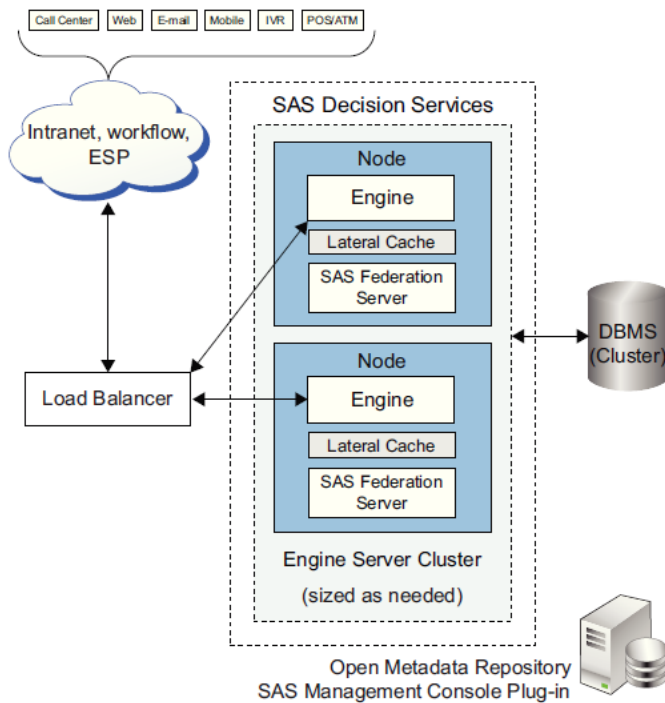 Call Center
Web
E-mail
Mobile
IVR
POS/ATM
Intranet, workflow,
ESP
SAS Decision Services
Node
Engine
Lateral Cache
SAS Federation
Server
Node
Engine
Lateral Cache
SAS Federation
Server
Load Balancer
DBMS
(Cluster)
Engine Server Cluster
(sized as needed)
Open Metadata Repository
SAS Management Console Plug-in